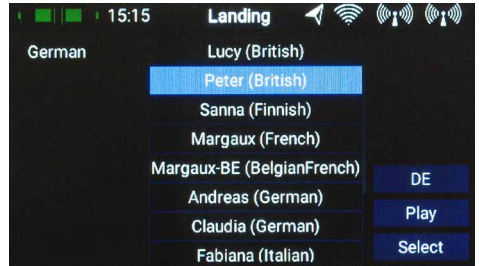 15:15 Landing
German
Lucy (British)
Peter (British)
Sanna (Finnish)
Margaux (French)
Margaux-BE (BelgianFrench)
Andreas (German)
Claudia (German)
Fabiana (Italian)
DE
Play
Select